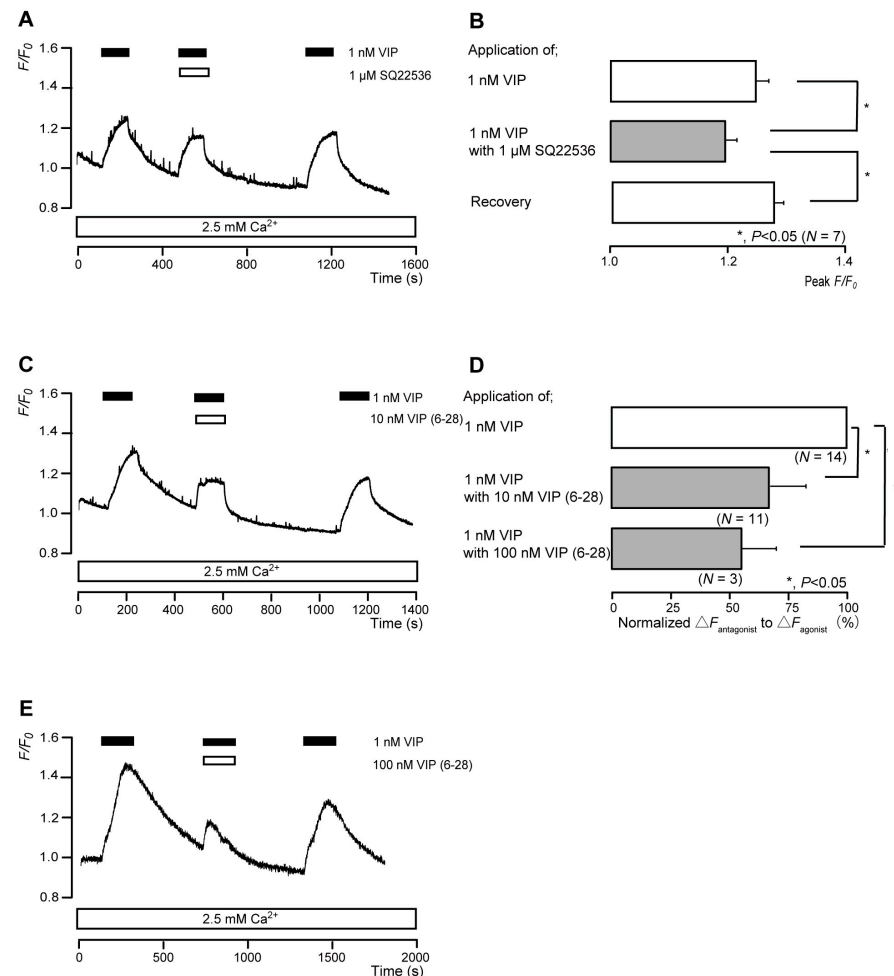 A
F/F0
1.6
1.4
1.2
1.0
0.8
1 nM VIP
1 µM SQ22536
2.5 mM Ca2+
0 400 800 1200 1600
Time (s)
B
Application of;
1 nM VIP
1 nM VIP
with 1 µM SQ22536
Recovery
*
*
*, P<0.05 (N = 7)
1.0 1.2 1.4
Peak F/F0
C
F/F0
1.6
1.4
1.2
1.0
0.8
1 nM VIP
10 nM VIP (6-28)
2.5 mM Ca2+
0 200 400 600 800 1000 1200 1400
Time (s)
D
Application of;
1 nM VIP
(N = 14)
1 nM VIP
with 10 nM VIP (6-28)
(N = 11)
1 nM VIP
with 100 nM VIP (6-28)
(N = 3)
*
*, P<0.05
0 25 50 75 100
Normalized △Fantagonist to △Fagonist (%)
E
F/F0
1.6
1.4
1.2
1.0
0.8
1 nM VIP
100 nM VIP (6-28)
2.5 mM Ca2+
0 500 1000 1500 2000
Time (s)